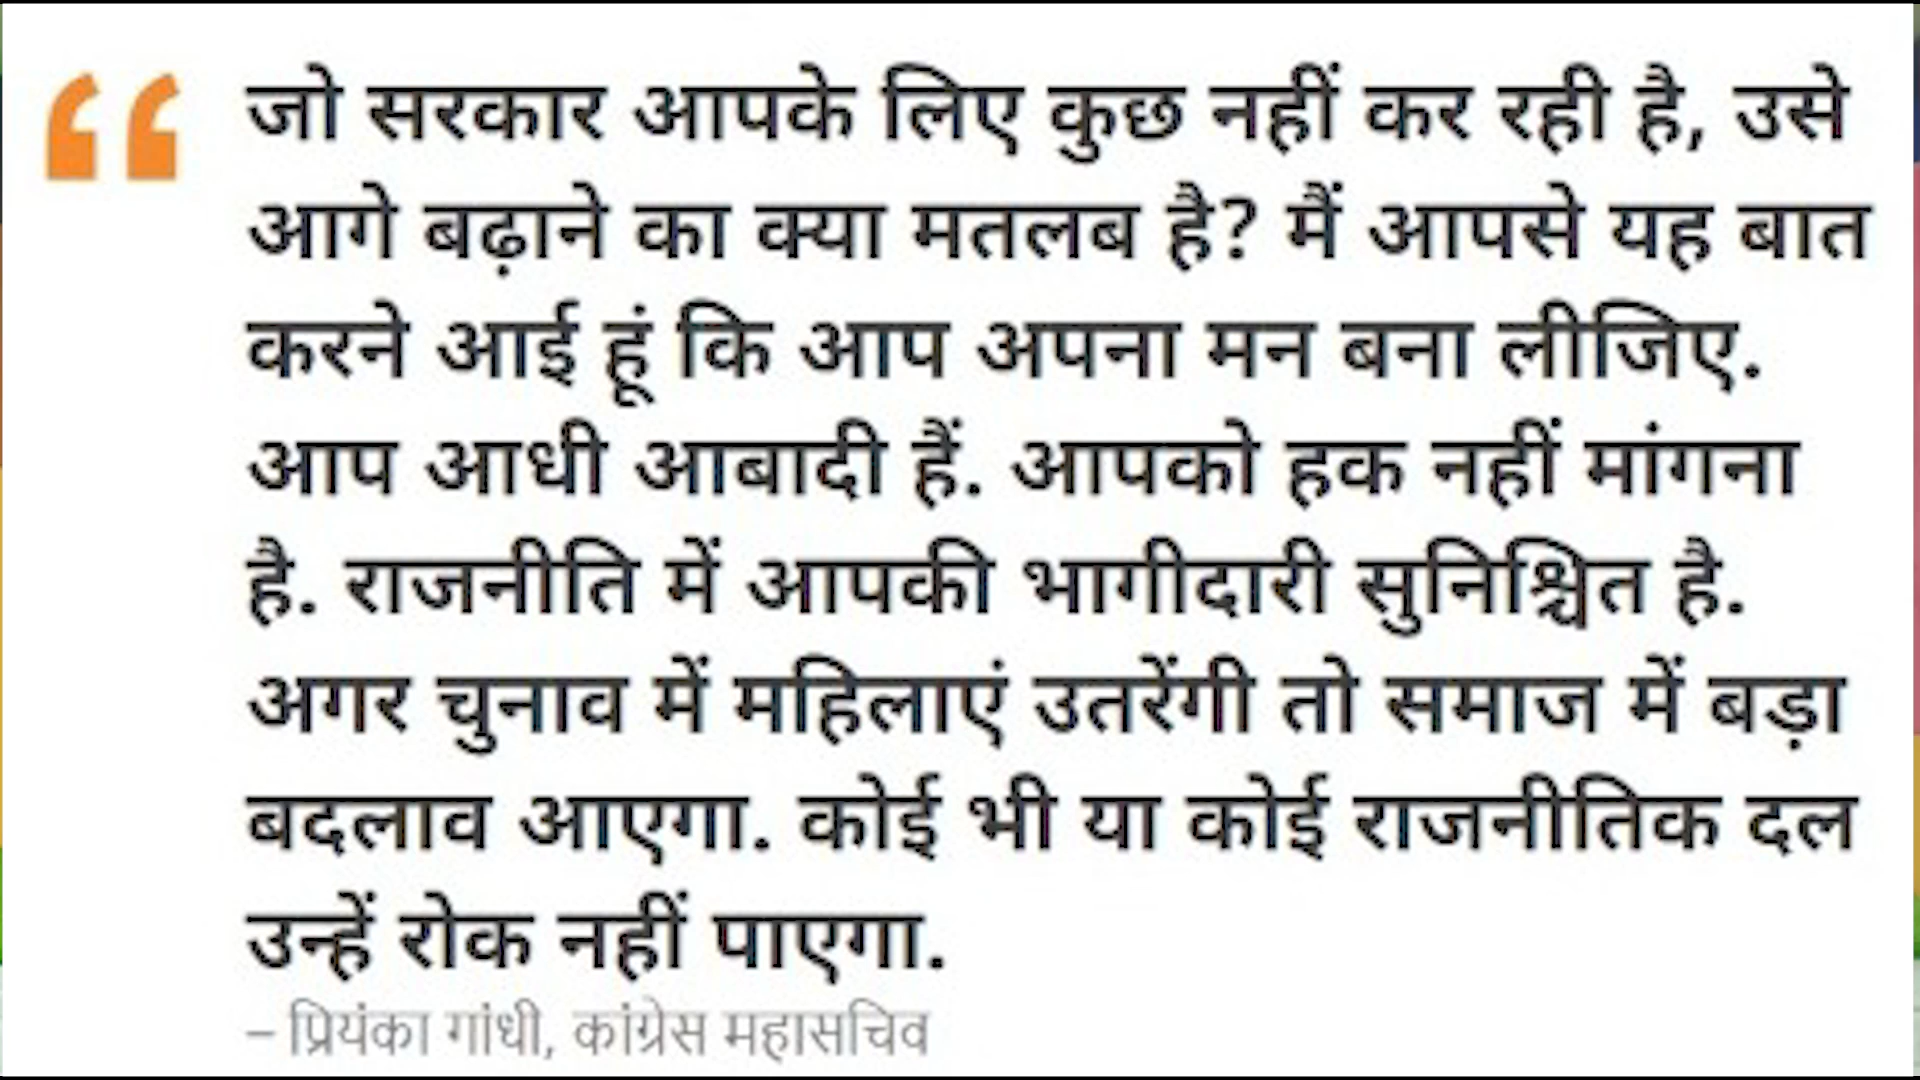 “ जो सरकार आपके लिए कुछ नहीं कर रही है, उसे
आगे बढ़ाने का क्या मतलब है? मैं आपसे यह बात
करने आई हूं कि आप अपना मन बना लीजिए.
आप आधी आबादी हैं. आपको हक नहीं मांगना
है. राजनीति में आपकी भागीदारी सुनिश्चित है.
अगर चुनाव में महिलाएं उतरेंगी तो समाज में बड़ा
बदलाव आएगा. कोई भी या कोई राजनीतिक दल
उन्हें रोक नहीं पाएगा.
– प्रियंका गांधी, कांग्रेस महासचिव